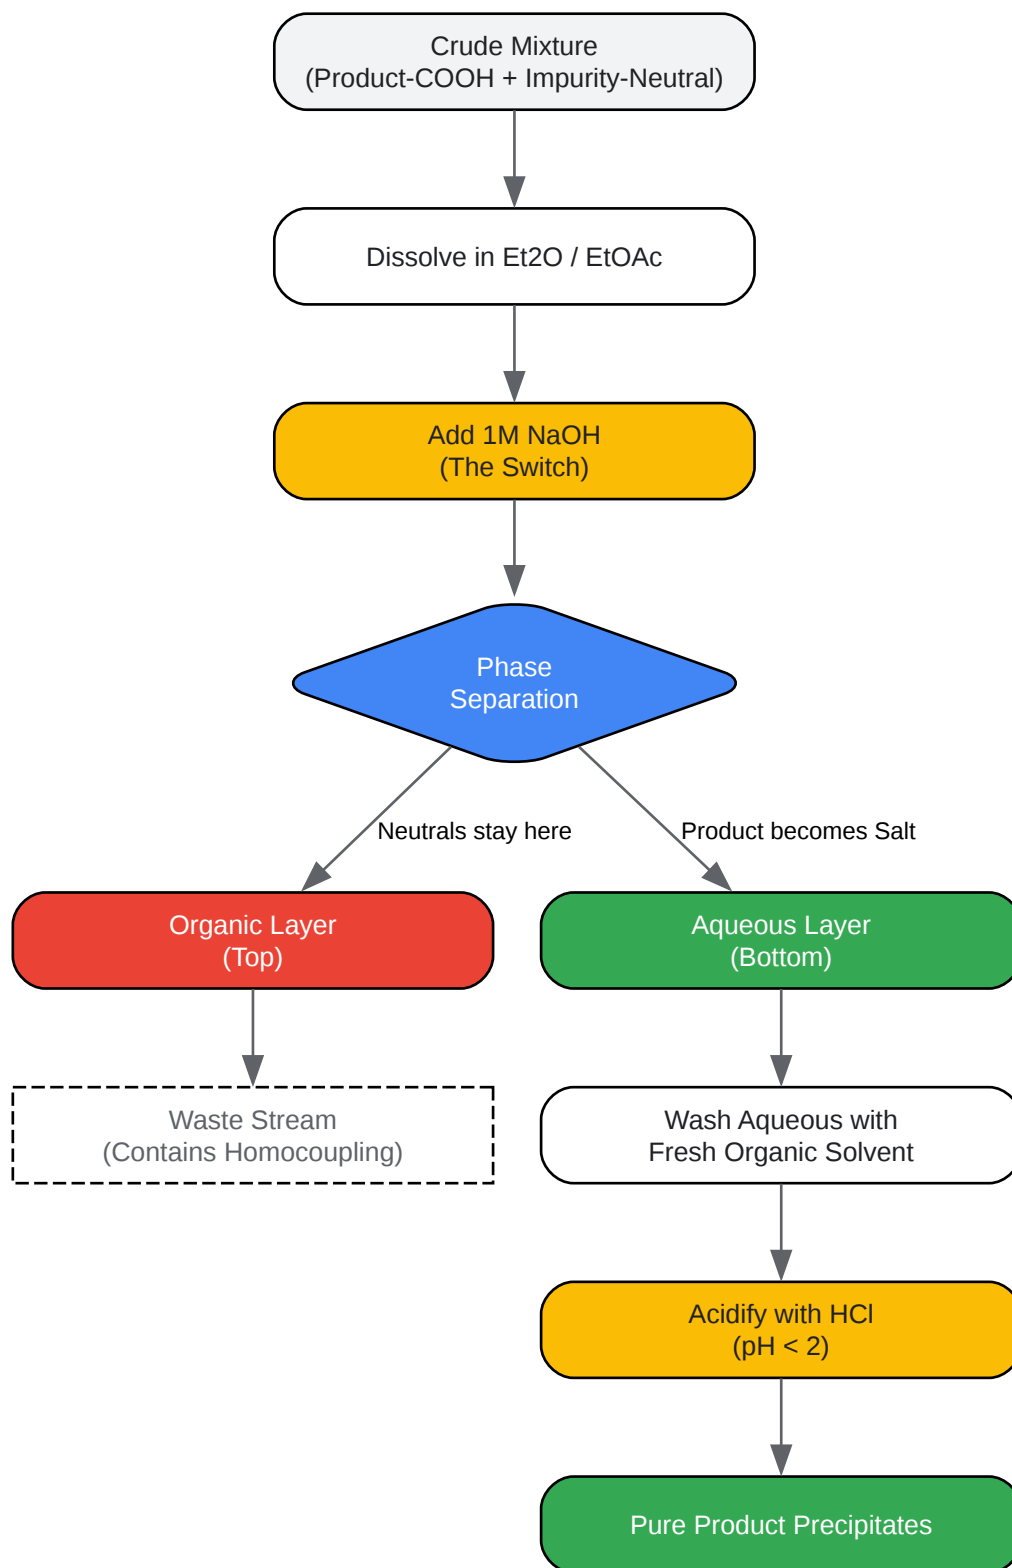 Crude Mixture
(Product-COOH + Impurity-Neutral)
Dissolve in Et2O / EtOAc
Add 1M NaOH
(The Switch)
Phase
Separation
Neutrals stay here
Product becomes Salt
Organic Layer
(Top)
Aqueous Layer
(Bottom)
Waste Stream
(Contains Homocoupling)
Wash Aqueous with
Fresh Organic Solvent
Acidify with HCl
(pH < 2)
Pure Product Precipitates